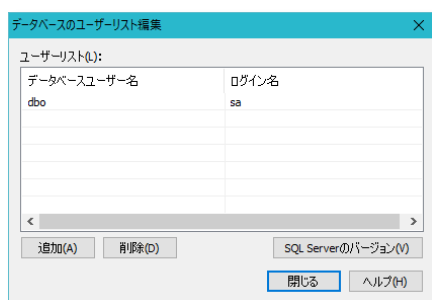 データベースのユーザーリスト編集
ユーザーリスト(L):
データベースユーザー名 ログイン名
dbo sa
追加(A) 削除(D) SQL Serverのバージョン(V)
閉じる ヘルプ(H)